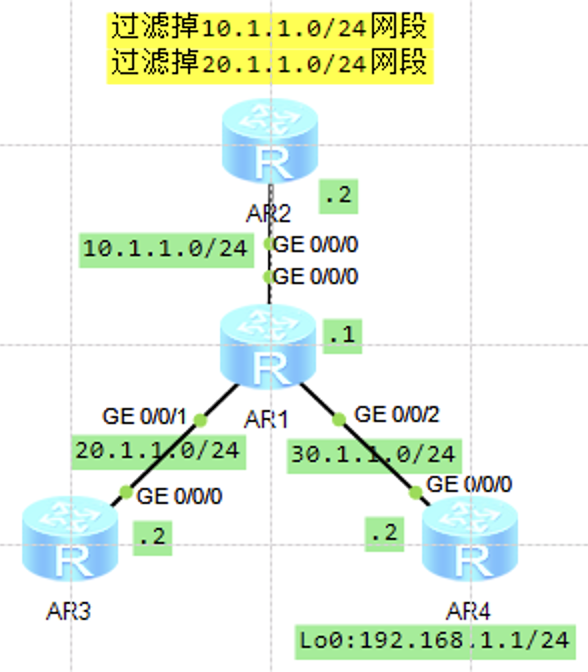 过滤掉10.1.1.0/24网段
过滤掉20.1.1.0/24网段
R
.2
AR2
GE 0/0/0
10.1.1.0/24
GE 0/0/0
.1
R
AR1
GE 0/0/1
GE 0/0/2
20.1.1.0/24
30.1.1.0/24
GE 0/0/0
GE 0/0/0
R
.2
.2
R
AR3
AR4
Lo0:192.168.1.1/24